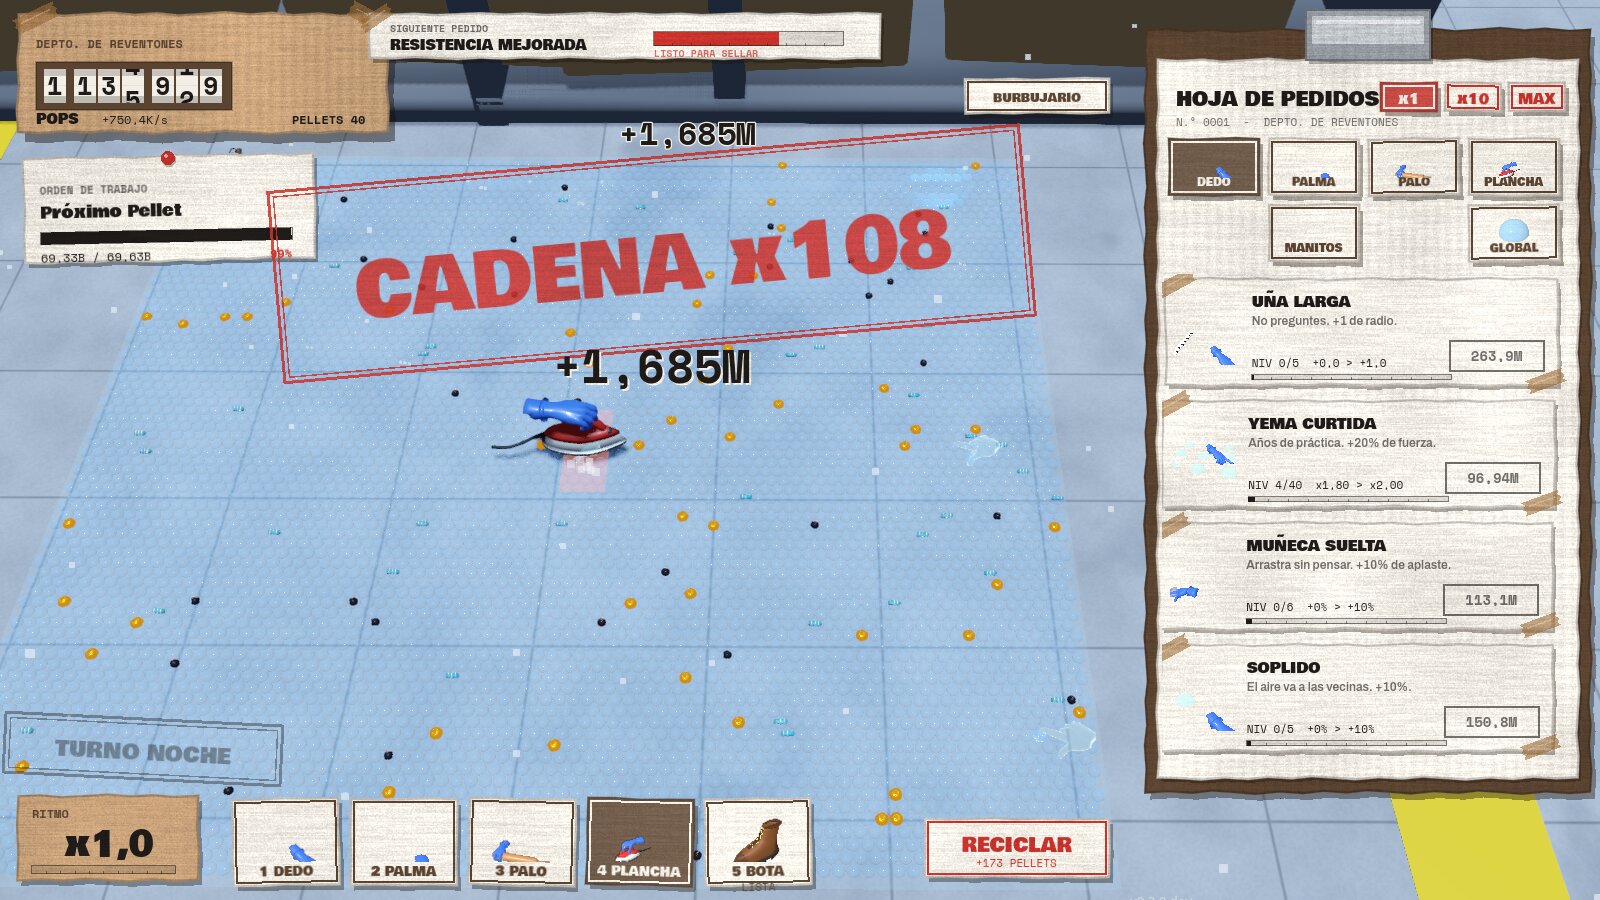 DEPTO. DE REVENTONES
POPS
+750.4K/s
PELLETS 40
SIGUIENTE PEDIDO
RESISTENCIA MEJORADA
LISTO PARA SELLAR
BURBUJARIO
ORDEN DE TRABAJO
Próximo Pellet
69.33B / 69.63B
99%
+1,685M
CADENA x108
+1,685M
HOJA DE PEDIDOS
x1
x10
MAX
N.° 0001 - DEPTO. DE REVENTONES
DEDO
PALMA
PALO
PLANCHA
MANITOS
GLOBAL
UÑA LARGA
No preguntes. +1 de radio.
NIV 0/5 +0,0 > +1,0
263,9M
YEMA CURTIDA
Años de práctica. +20% de fuerza.
NIV 4/40 x1,80 > x2,00
96,94M
MUÑECA SUELTA
Arrastra sin pensar. +10% de aplaste.
NIV 0/6 +0% > +10%
113,1M
SOPLIDO
El aire va a las vecinas. +10%.
NIV 0/5 +0% > +10%
150,8M
TURNO NOCHE
RITMO
x1,0
1 DEDO
2 PALMA
3 PALO
4 PLANCHA
5 BOTA
LISTA
RECICLAR
+173 PELLETS